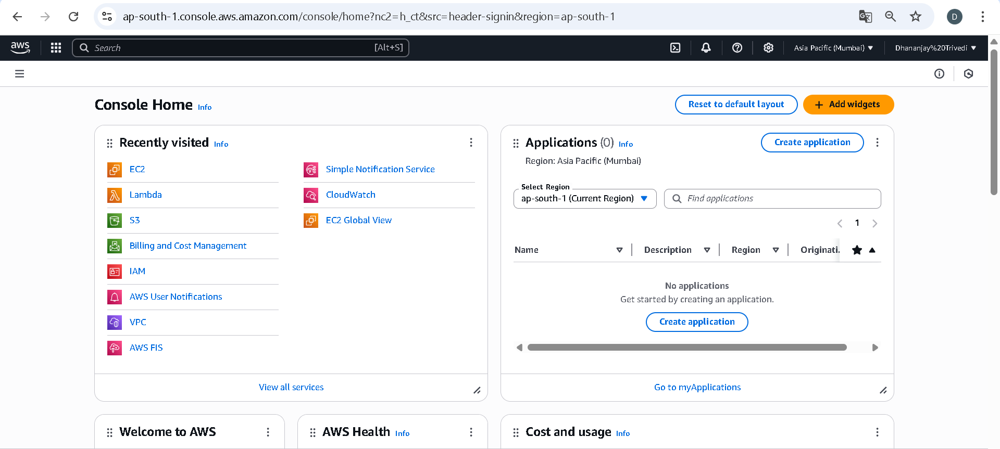 ap-south-1.console.aws.amazon.com/console/home?nc2=h_ct&src=header-signin&region=ap-south-1
D
aws
Search
[Alt+S]
Asia Pacific (Mumbai)
Dhananjay%20Trivedi
Console Home Info
Reset to default layout
Add widgets
Recently visited Info
EC2
Lambda
S3
Billing and Cost Management
IAM
AWS User Notifications
VPC
AWS FIS
Simple Notification Service
CloudWatch
EC2 Global View
View all services
Applications (0) Info
Create application
Region: Asia Pacific (Mumbai)
Select Region
ap-south-1 (Current Region)
Find applications
1
Name
Description
Region
Originati.
No applications
Get started by creating an application.
Create application
Go to myApplications
Welcome to AWS
AWS Health Info
Cost and usage Info